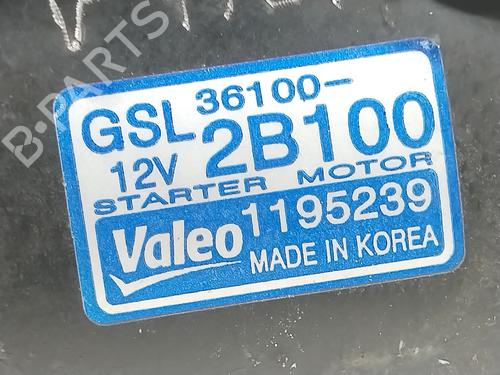 B-PARTS
GSL 36100-
12V 2B100
STARTER MOTOR
Valeo 1195239
MADE IN KOREA